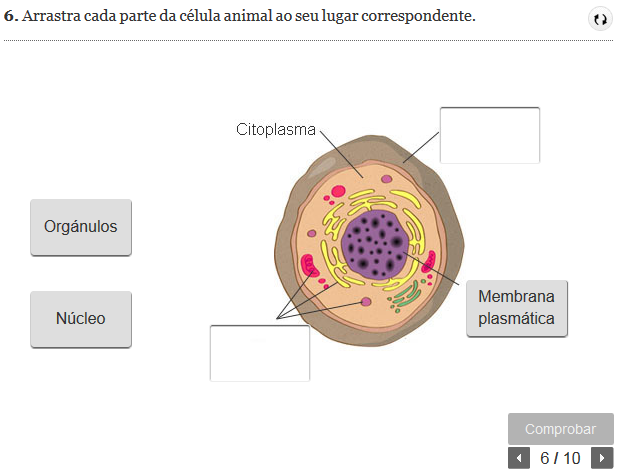 6. Arrastra cada parte da célula animal ao seu lugar correspondente.
Citoplasma
Orgánulos
Núcleo
Membrana
plasmática
Comprobar
6 / 10